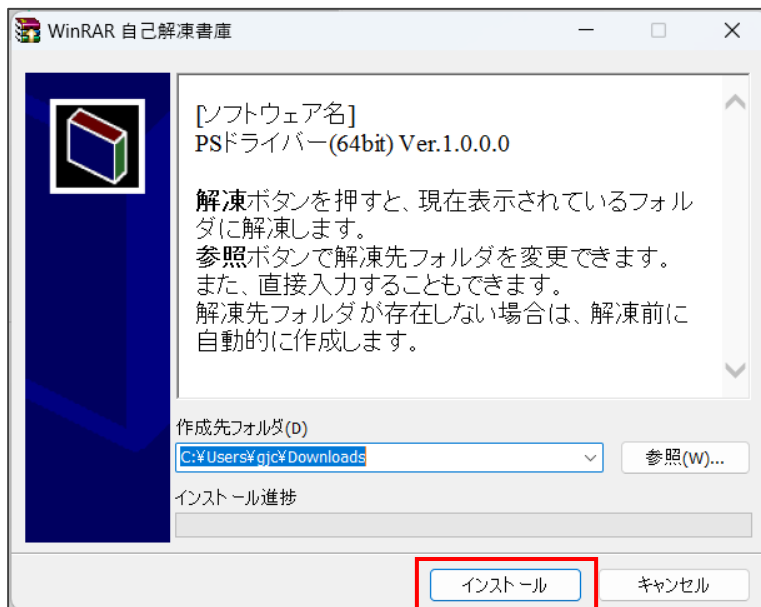 WinRAR 自己解凍書庫
[ソフトウェア名]
PSドライバー(64bit) Ver.1.0.0.0
解凍ボタンを押すと、現在表示されているフォル
ダに解凍します。
参照ボタンで解凍先フォルダを変更できます。
また、直接入力することもできます。
解凍先フォルダが存在しない場合は、解凍前に
自動的に作成します。
作成先フォルダ(D)
C:¥Users¥gjc¥Downloads
参照(W)...
インストール進捗
インストール
キャンセル